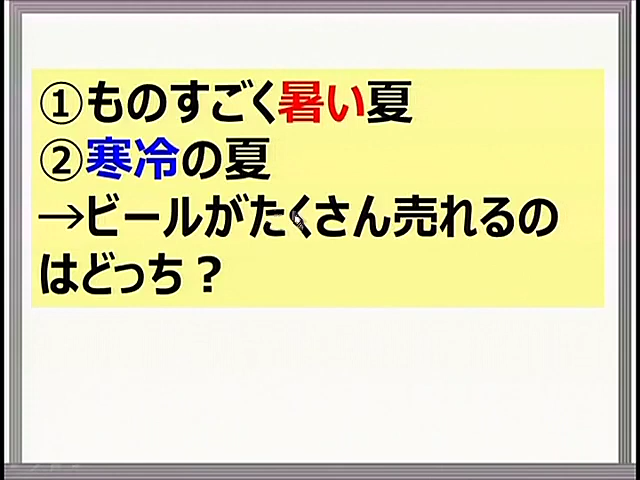 ①ものすごく暑い夏
②寒冷の夏
→ビールがたくさん売れるの
はどっち？